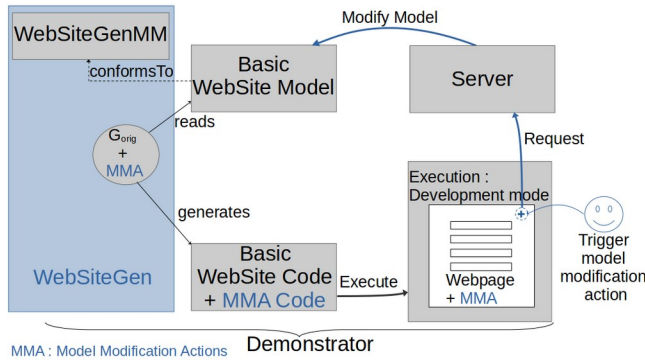 WebSiteGenMM
conformsTo
Basic
WebSite Model
Modify Model
Server
reads
Gorig
+
MMA
generates
WebSiteGen
Basic
WebSite Code
+ MMA Code
Execute
Execution :
Development mode
+
Webpage
+ MMA
Request
Trigger
model
modification
action
Demonstrator
MMA : Model Modification Actions